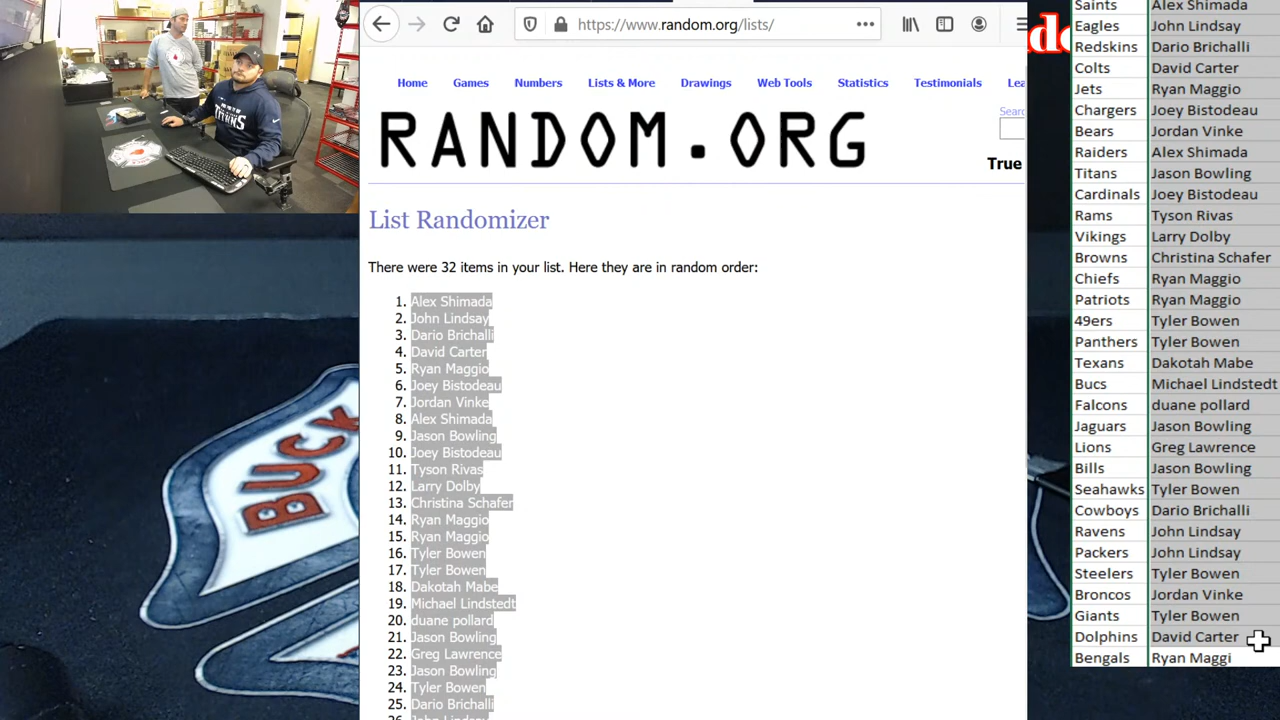 https://www.random.org/lists/
Home Games Numbers Lists & More Drawings Web Tools Statistics Testimonials
RANDOM.ORG
True
List Randomizer
There were 32 items in your list. Here they are in random order:
1. Alex Shimada
2. John Lindsay
3. Dario Brichalli
4. David Carter
5. Ryan Maggio
6. Joey Bistodeau
7. Jordan Vinke
8. Alex Shimada
9. Jason Bowling
10. Joey Bistodeau
11. Tyson Rivas
12. Larry Dolby
13. Christina Schafer
14. Ryan Maggio
15. Ryan Maggio
16. Tyler Bowen
17. Tyler Bowen
18. Dakotah Mabe
19. Michael Lindstedt
20. duane pollard
21. Jason Bowling
22. Greg Lawrence
23. Jason Bowling
24. Tyler Bowen
25. Dario Brichalli
Saints Alex Shimada
Eagles John Lindsay
Redskins Dario Brichalli
Colts David Carter
Jets Ryan Maggio
Chargers Joey Bistodeau
Bears Jordan Vinke
Raiders Alex Shimada
Titans Jason Bowling
Cardinals Joey Bistodeau
Rams Tyson Rivas
Vikings Larry Dolby
Browns Christina Schafer
Chiefs Ryan Maggio
Patriots Ryan Maggio
49ers Tyler Bowen
Panthers Tyler Bowen
Texans Dakotah Mabe
Bucs Michael Lindstedt
Falcons duane pollard
Jaguars Jason Bowling
Lions Greg Lawrence
Bills Jason Bowling
Seahawks Tyler Bowen
Cowboys Dario Brichalli
Ravens John Lindsay
Packers John Lindsay
Steelers Tyler Bowen
Broncos Jordan Vinke
Giants Tyler Bowen
Dolphins David Carter
Bengals Ryan Maggi
TITANS
BUCK